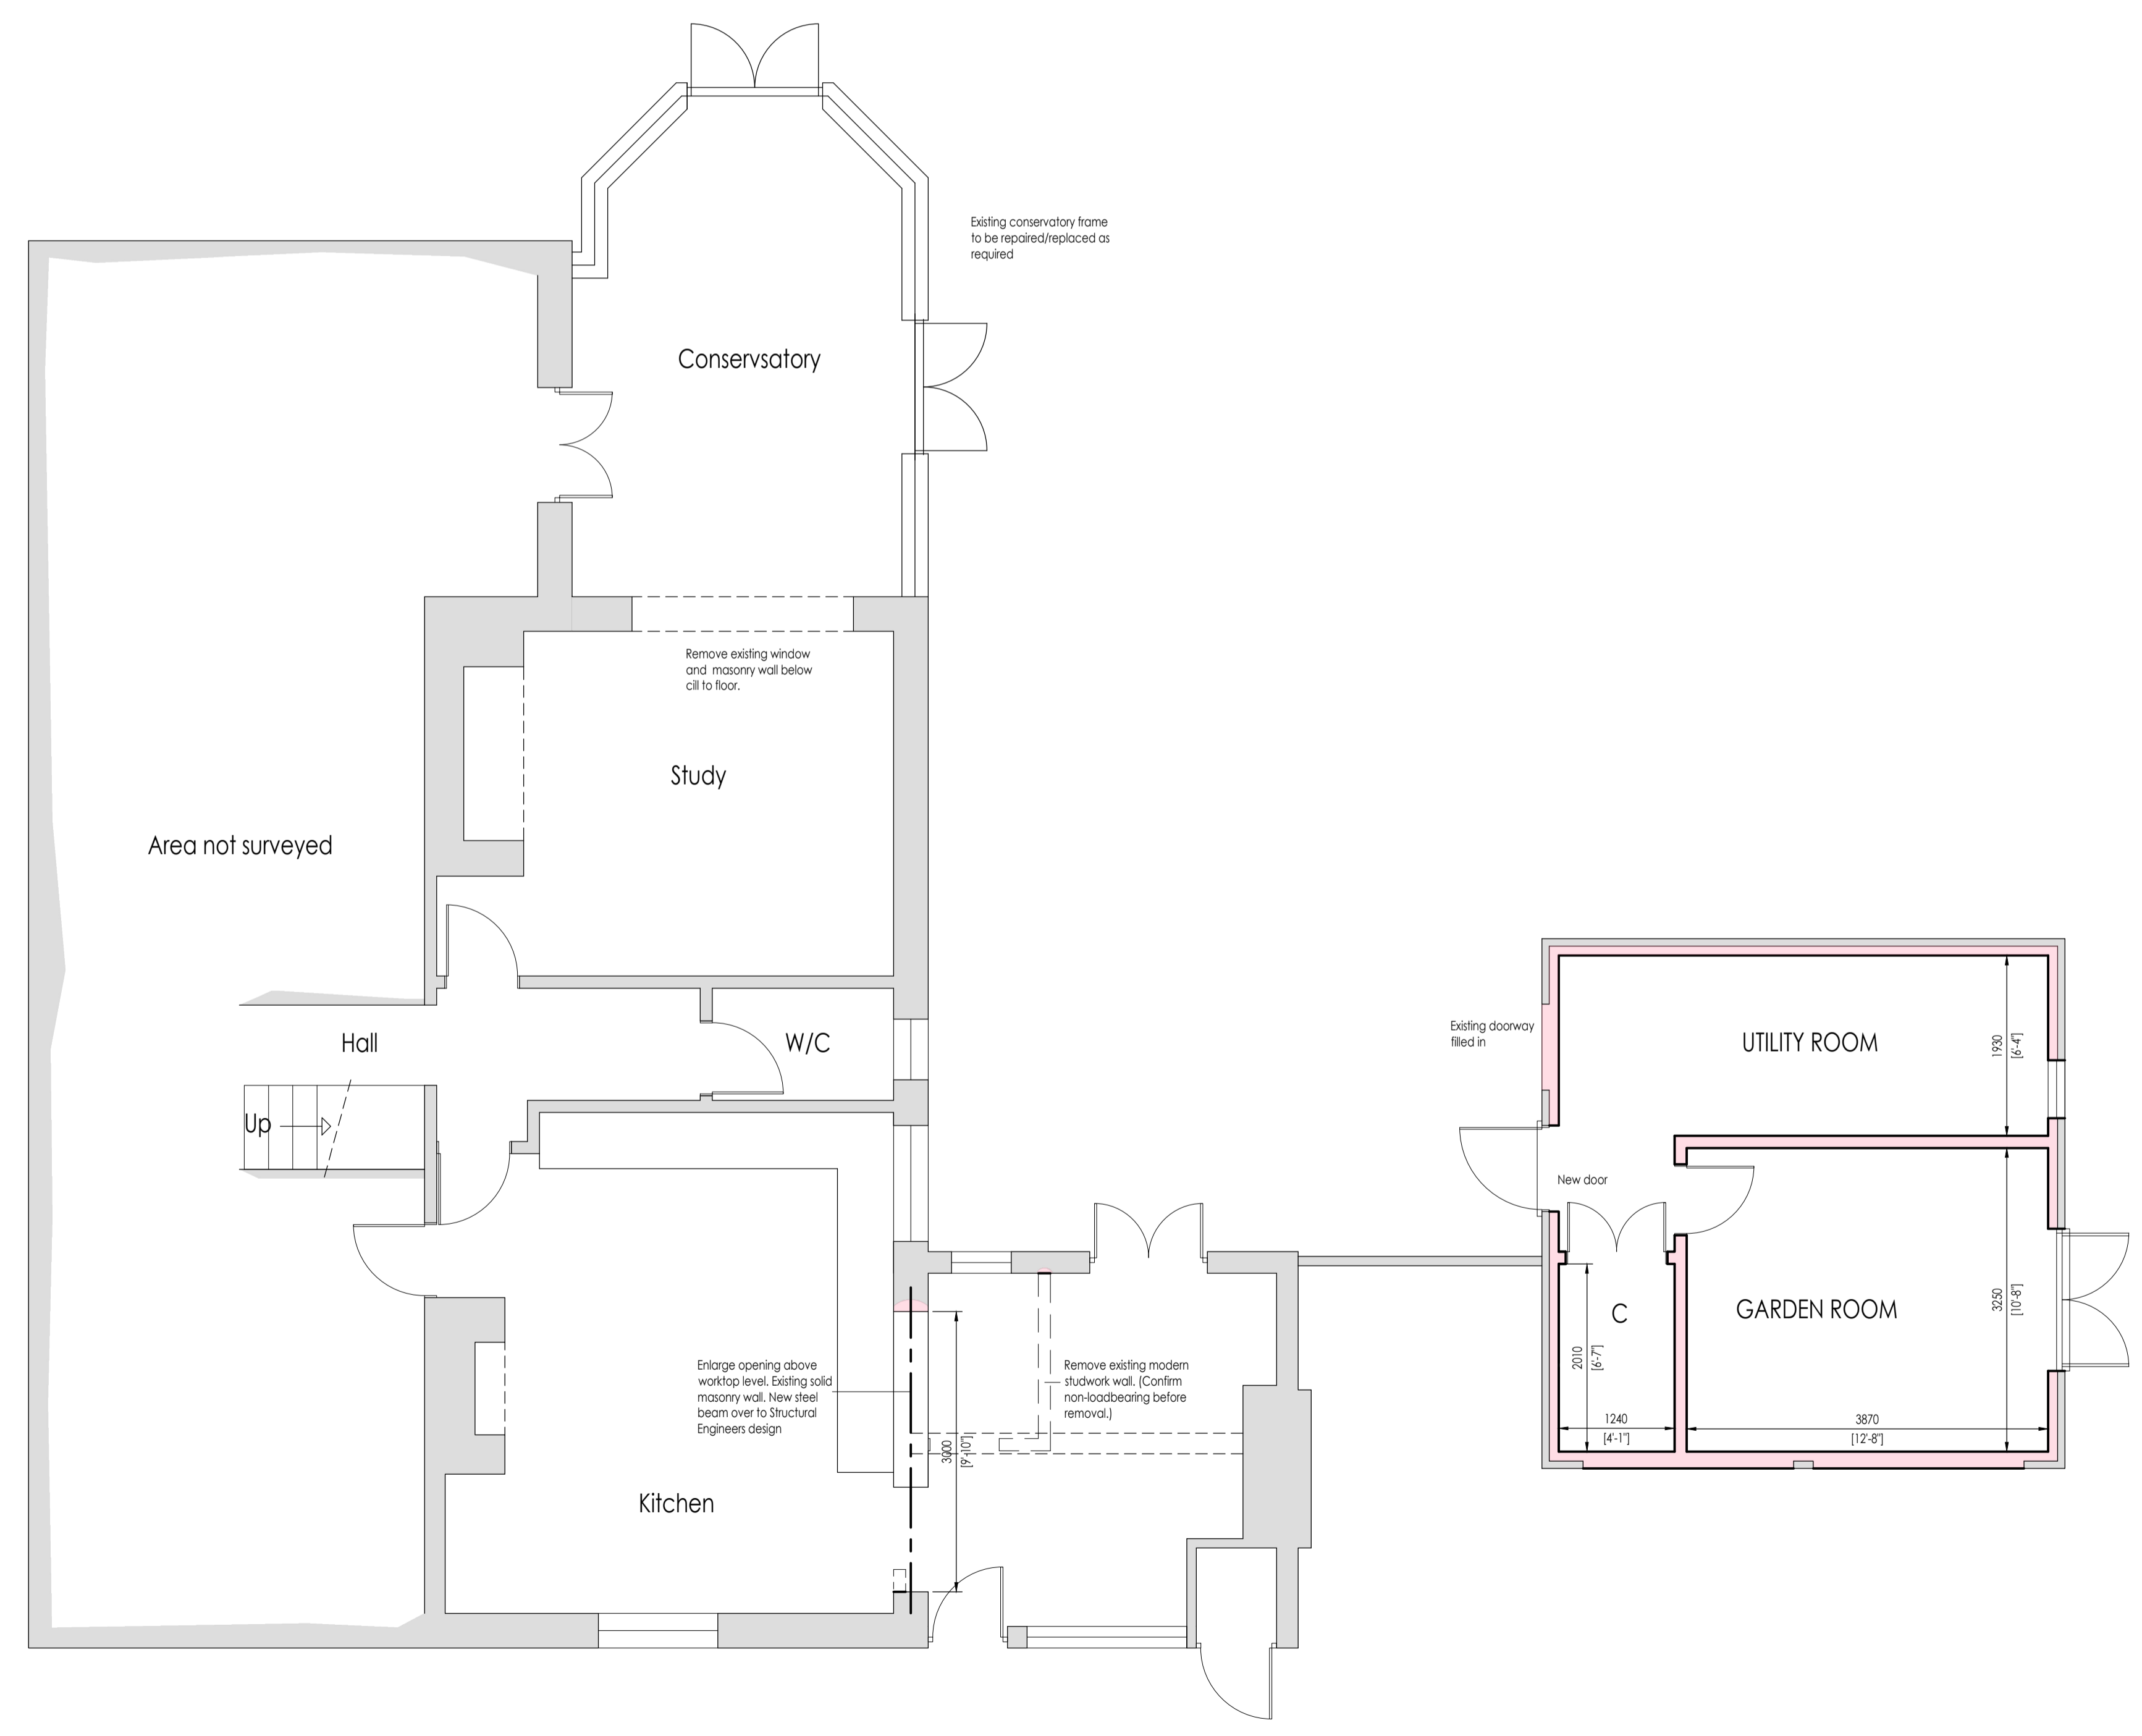 Existing conservatory frame
to be repaired/replaced as
required
Conservsatory
Remove existing window
and masonry wall below
cill to floor.
Study
Area not surveyed
Hall
W/C
Up
Existing doorway
filled in
UTILITY ROOM
1930
[6'-4"]
New door
C
GARDEN ROOM
3250
[10'-8"]
2010
[6'-7"]
1240
[4'-1"]
3870
[12'-8"]
Enlarge opening above
worktop level. Existing solid
masonry wall. New steel
beam over to Structural
Engineers design
Remove existing modern
studwork wall. (Confirm
non-loadbearing before
removal.)
3000
[9'-10"]
Kitchen